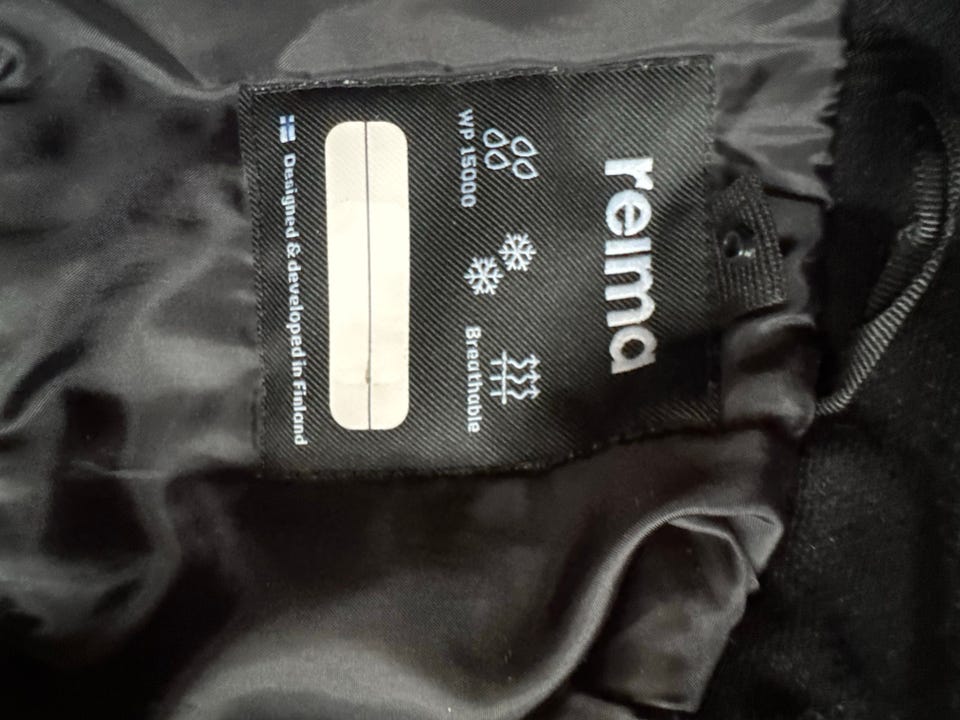 reima
WP 15000
Breathable
Designed & developed in Finland